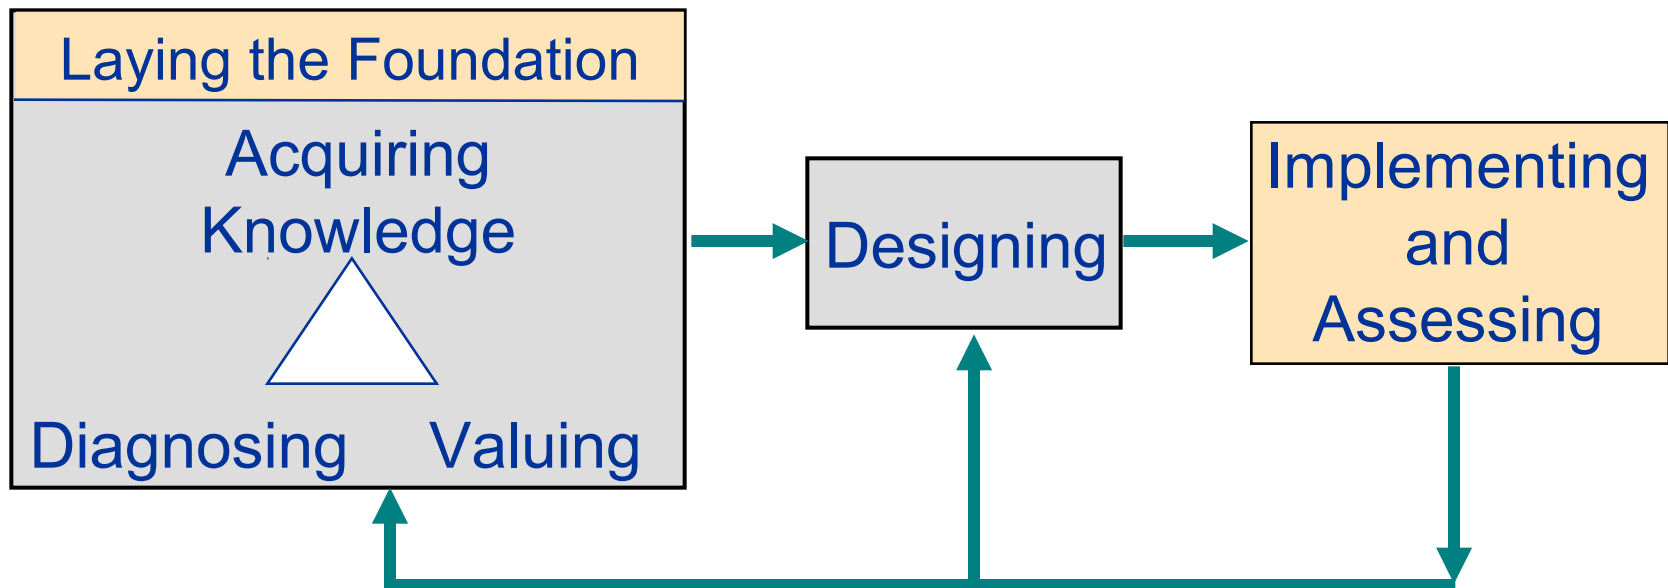 Laying the Foundation
Acquiring
Knowledge
Diagnosing Valuing
Designing
Implementing
and
Assessing